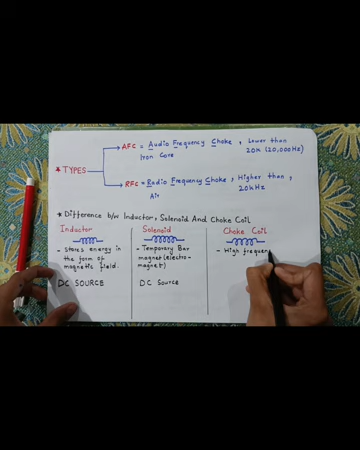 AFC = Audio Frequency Choke, Lower than
Iron Core 20K (20,000Hz)
* TYPES
RFC = Radio Frequency Choke, Higher than,
Air 20KHz
* Difference b/w Inductor, Solenoid And Choke Coil
Inductor Solenoid Choke Coil
- Stores energy in - Temporary Bar - High frequen
the form of magnet (electro-
magnetic field. magnet)
DC SOURCE DC SOURCE